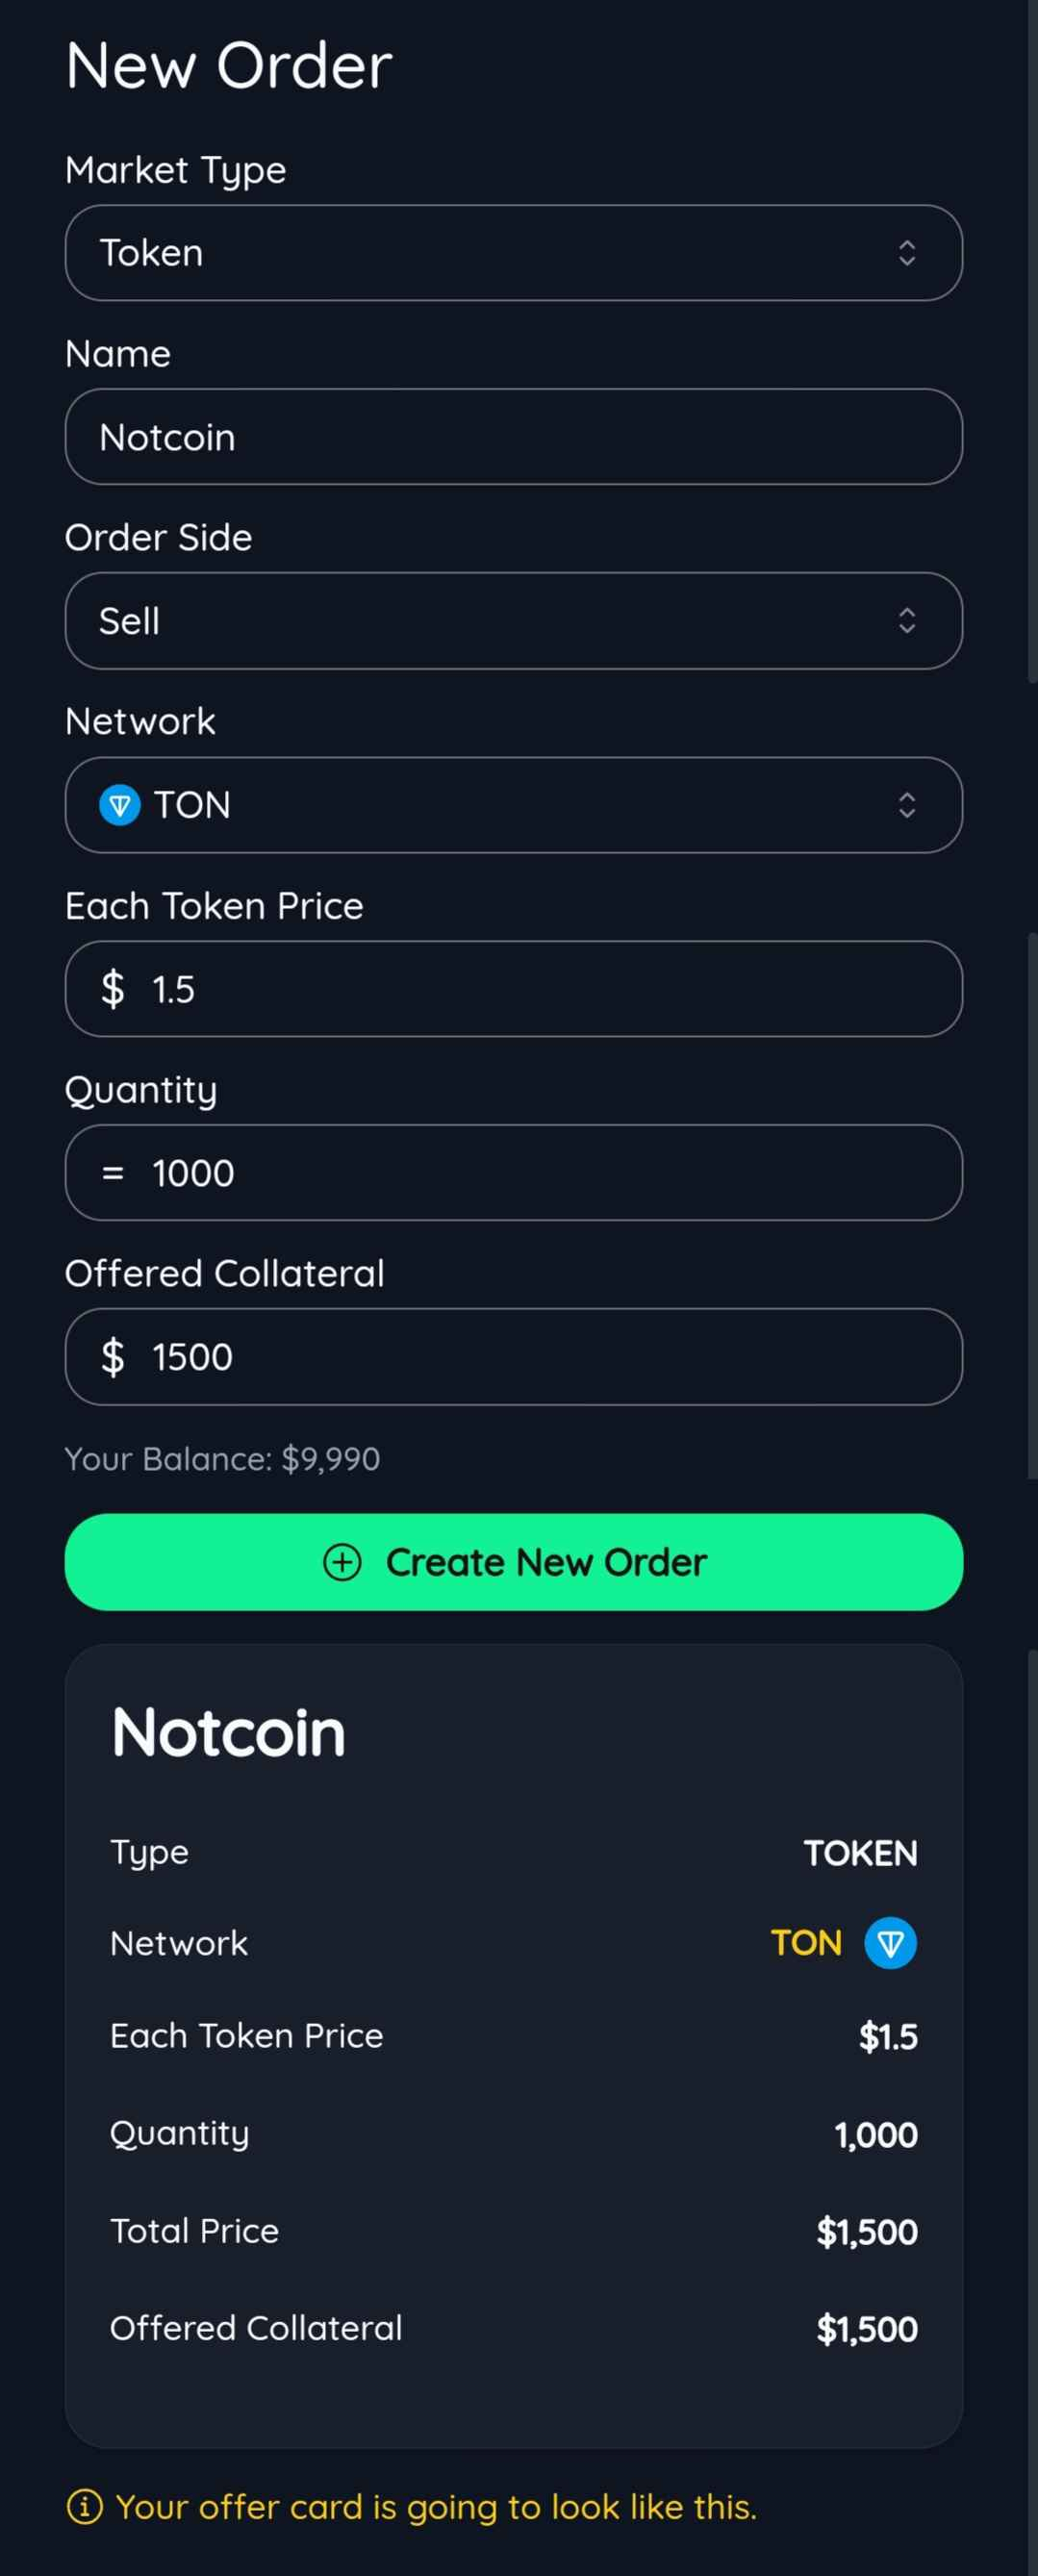 New Order
Market Type
Token
Name
Notcoin
Order Side
Sell
Network
TON
Each Token Price
$ 1.5
Quantity
= 1000
Offered Collateral
$ 1500
Your Balance: $9,990
Create New Order
Notcoin
Type TOKEN
Network TON
Each Token Price $1.5
Quantity 1,000
Total Price $1,500
Offered Collateral $1,500
Your offer card is going to look like this.